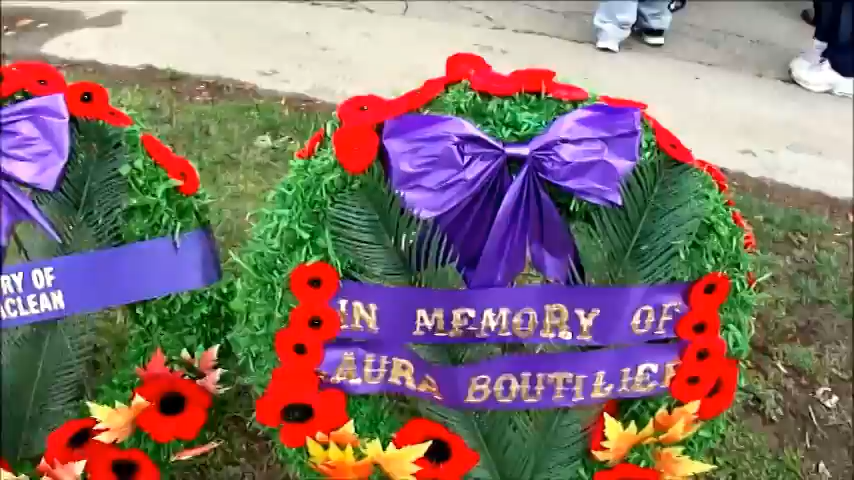 RY OF
CLEAN
IN MEMORY OF
LAURA BOUTILIER